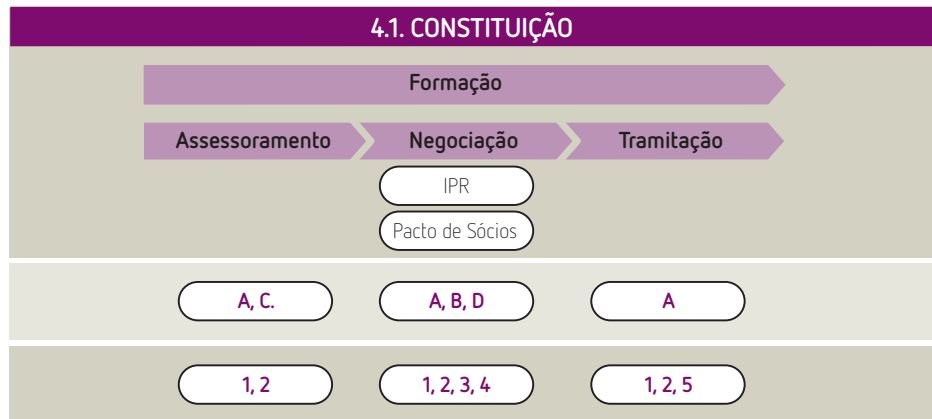 4.1. CONSTITUIÇÃO
Formação
Assessoramento Negociação Tramitação
IPR
Pacto de Sócios
A, C. A, B, D A
1, 2 1, 2, 3, 4 1, 2, 5